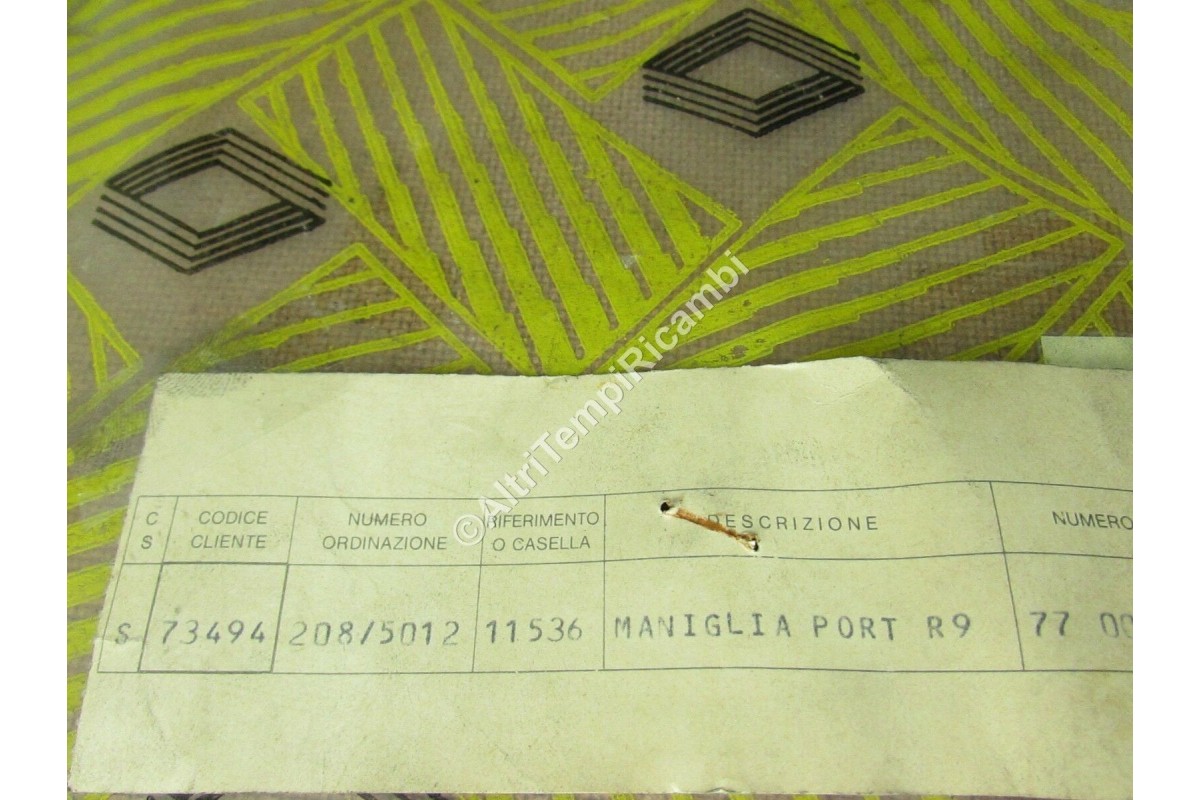 ©AltriTempiRicambi
C S
CODICE CLIENTE
NUMERO ORDINAZIONE
RIFERIMENTO O CASELLA
DESCRIZIONE
NUMERO
S 73494 208/5012 11536 MANIGLIA PORT R9 77 00